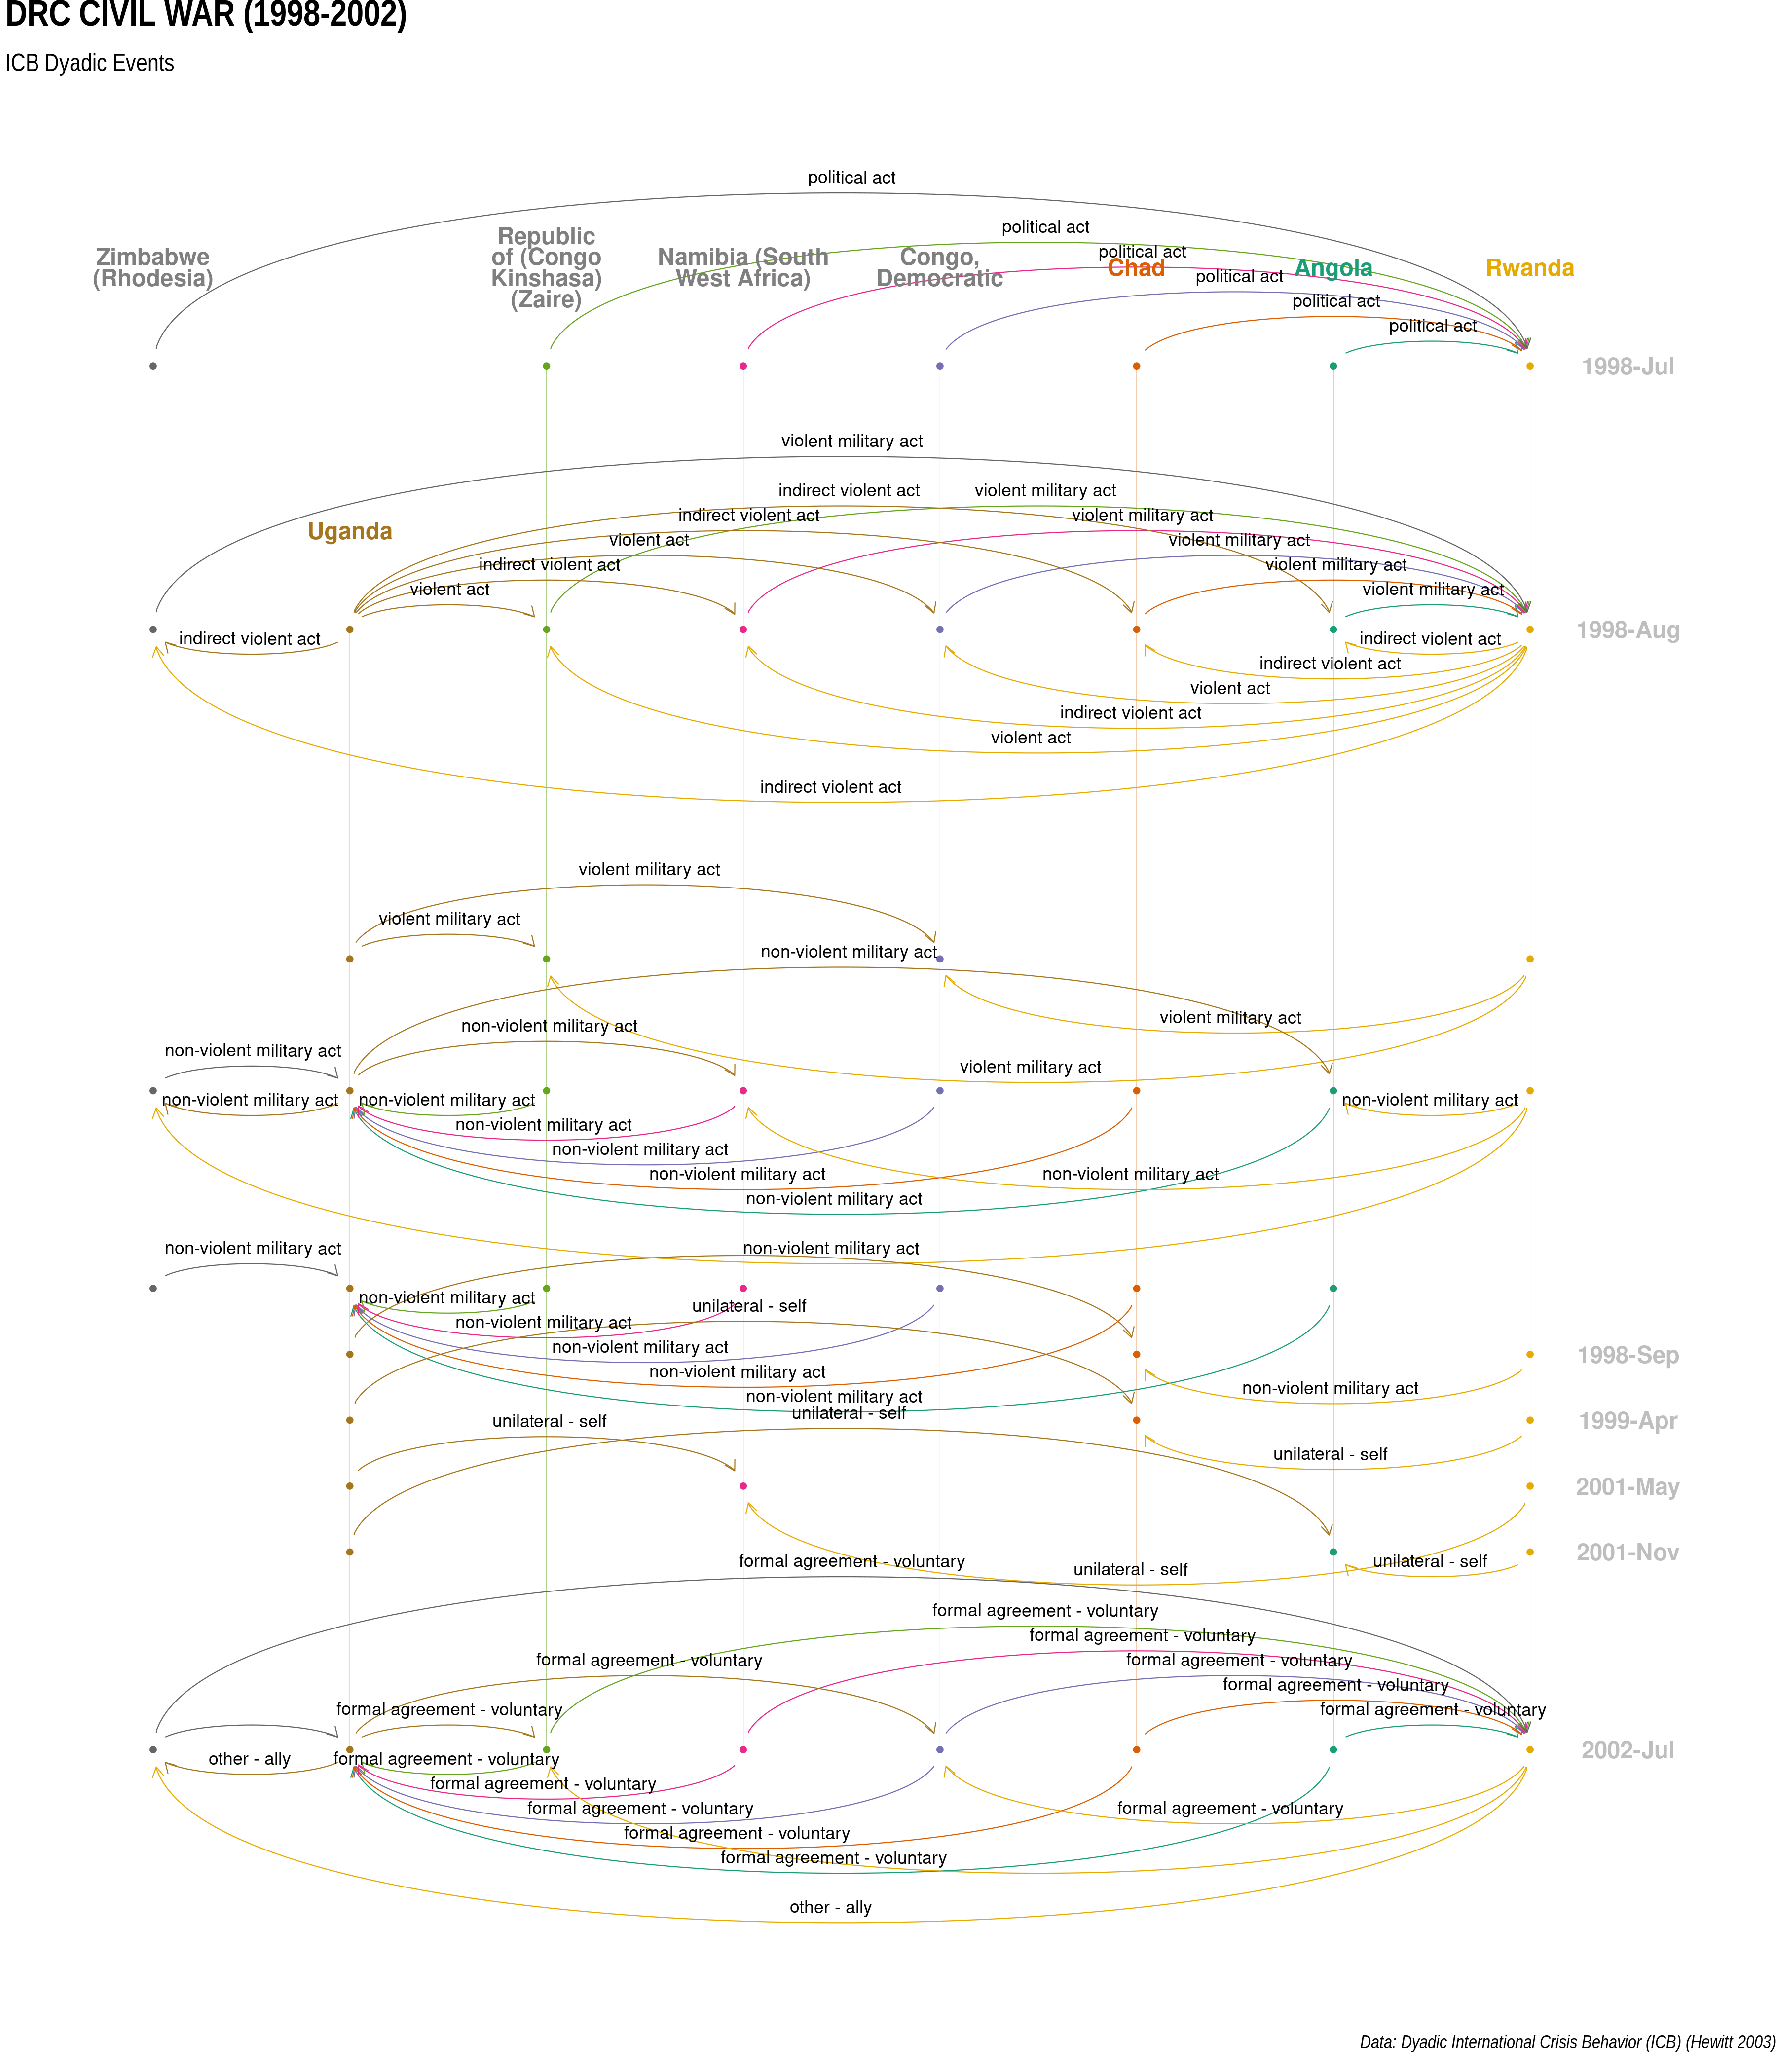 DRC CIVIL WAR (1998-2002)
ICB Dyadic Events
political act
political act
Republic
of (Congo
Kinshasa)
(Zaire)
Zimbabwe
(Rhodesia)
Namibia (South
West Africa)
Congo,
Democratic
political act
Chad
Angola
Rwanda
political act
political act
political act
1998-Jul
violent military act
indirect violent act
violent military act
indirect violent act
violent military act
Uganda
violent act
violent military act
indirect violent act
violent military act
violent act
violent military act
1998-Aug
indirect violent act
indirect violent act
indirect violent act
violent act
indirect violent act
violent act
indirect violent act
violent military act
violent military act
non-violent military act
violent military act
non-violent military act
non-violent military act
violent military act
non-violent military act
non-violent military act
non-violent military act
non-violent military act
non-violent military act
non-violent military act
non-violent military act
non-violent military act
non-violent military act
non-violent military act
non-violent military act
unilateral - self
non-violent military act
non-violent military act
1998-Sep
non-violent military act
non-violent military act
non-violent military act
unilateral - self
unilateral - self
1999-Apr
unilateral - self
2001-May
2001-Nov
formal agreement - voluntary
unilateral - self
unilateral - self
formal agreement - voluntary
formal agreement - voluntary
formal agreement - voluntary
formal agreement - voluntary
formal agreement - voluntary
formal agreement - voluntary
formal agreement - voluntary
2002-Jul
other - ally
formal agreement - voluntary
formal agreement - voluntary
formal agreement - voluntary
formal agreement - voluntary
formal agreement - voluntary
formal agreement - voluntary
other - ally
Data: Dyadic International Crisis Behavior (ICB) (Hewitt 2003)